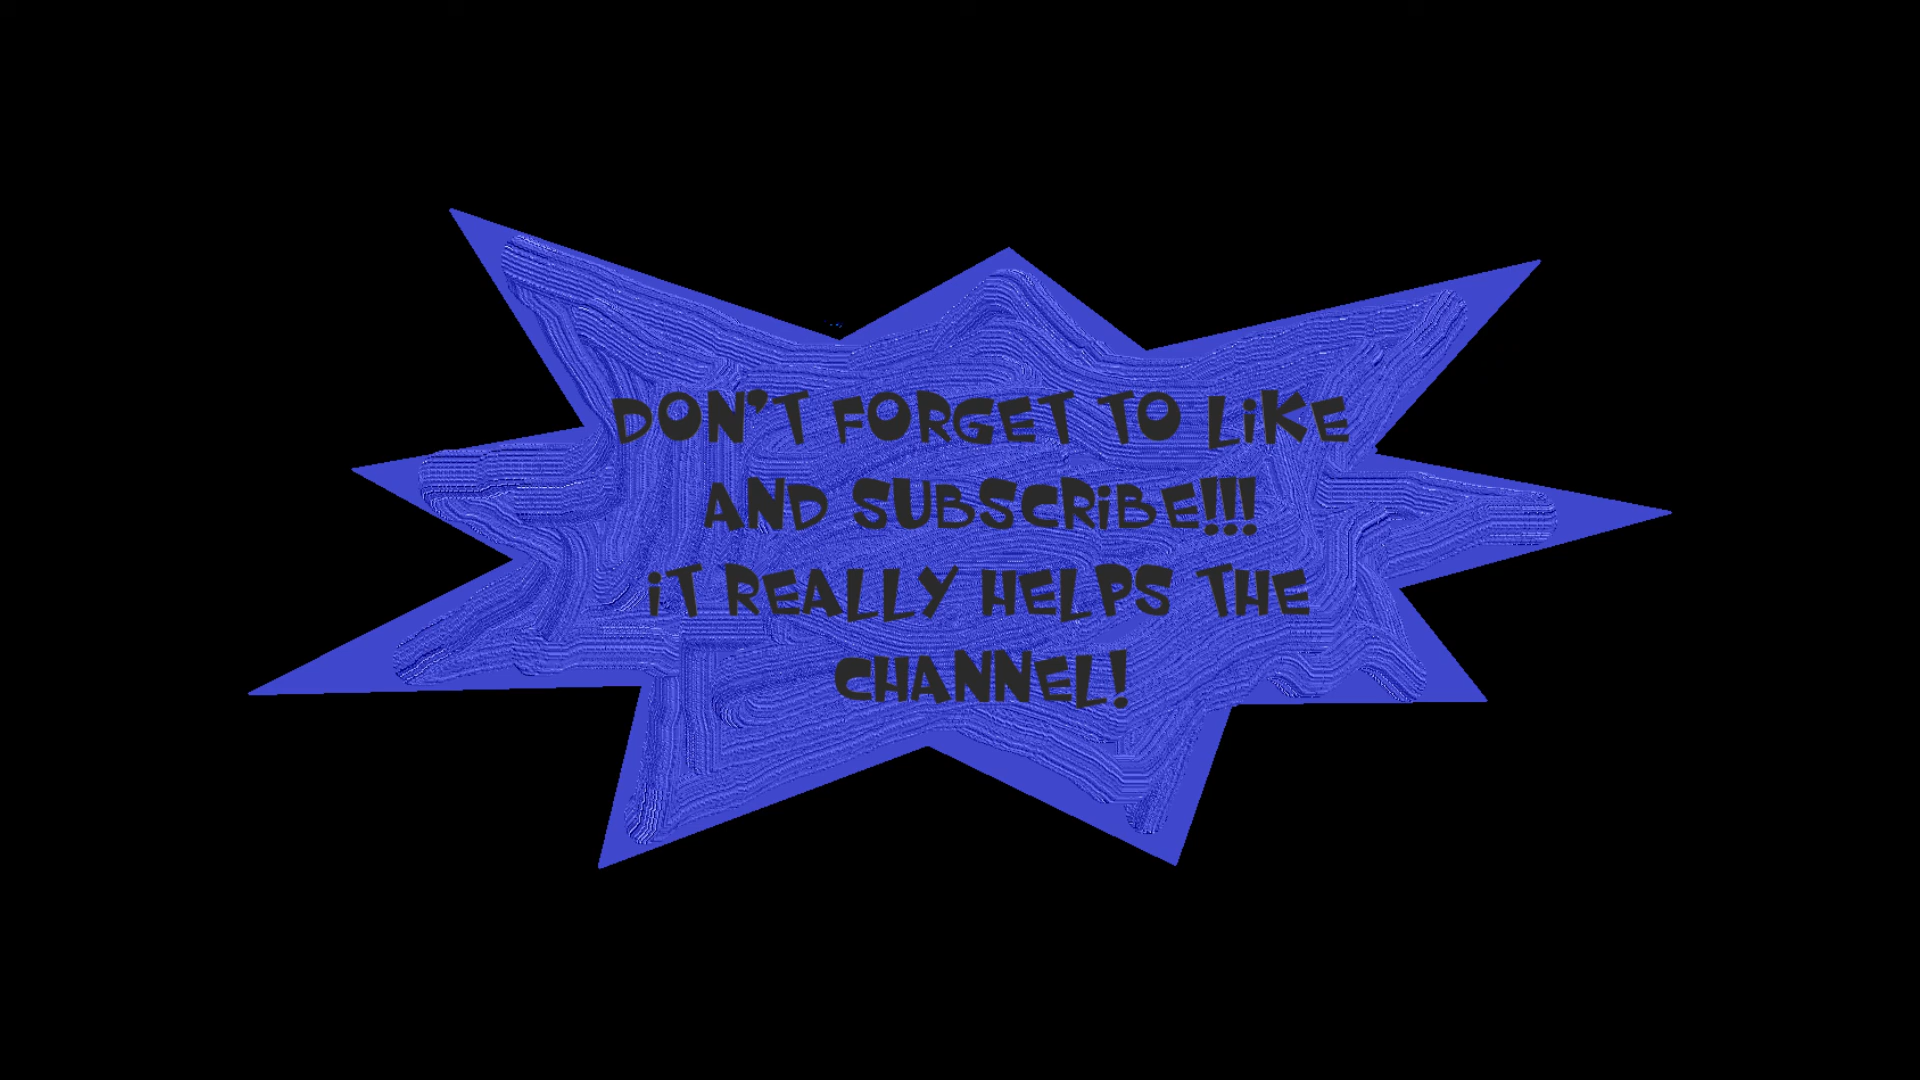 DON'T FORGET TO LiKE
AND SUBSCRiBE!!!
iT REALLY HELPS THE
CHANNEL!